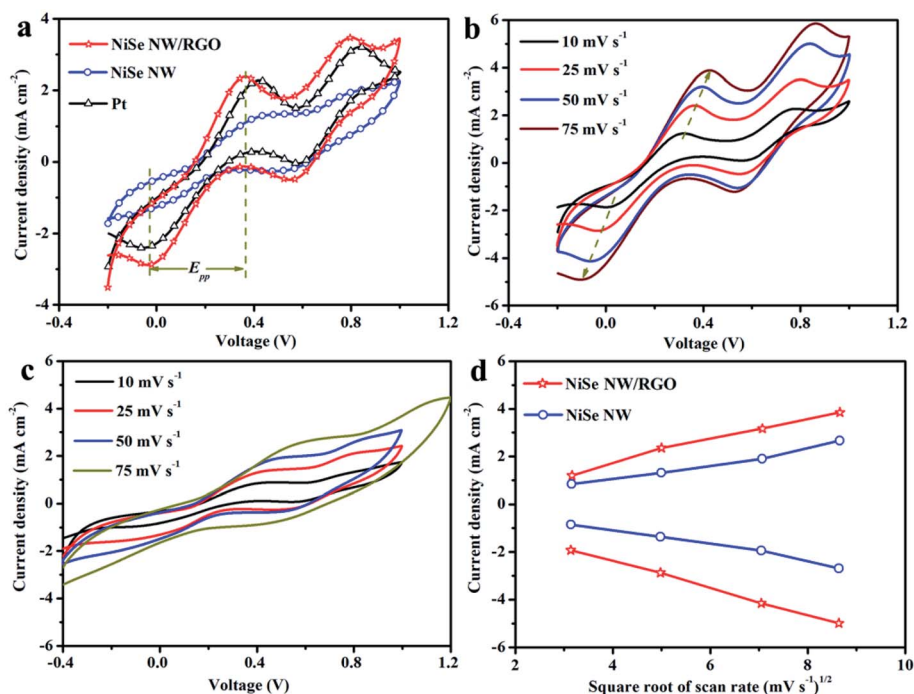 a
NiSe NW/RGO
NiSe NW
Pt
E_pp
4
2
0
-2
-4
-0.4 0.0 0.4 0.8 1.2
Voltage (V)
Current density (mA cm⁻²)
b
10 mV s⁻¹
25 mV s⁻¹
50 mV s⁻¹
75 mV s⁻¹
6
4
2
0
-2
-4
-6
-0.4 0.0 0.4 0.8 1.2
Voltage (V)
Current density (mA cm⁻²)
c
10 mV s⁻¹
25 mV s⁻¹
50 mV s⁻¹
75 mV s⁻¹
6
4
2
0
-2
-4
-6
-0.4 0.0 0.4 0.8 1.2
Voltage (V)
Current density (mA cm⁻²)
d
NiSe NW/RGO
NiSe NW
6
4
2
0
-2
-4
-6
2 4 6 8 10
Square root of scan rate (mV s⁻¹)¹/²
Current density (mA cm⁻²)